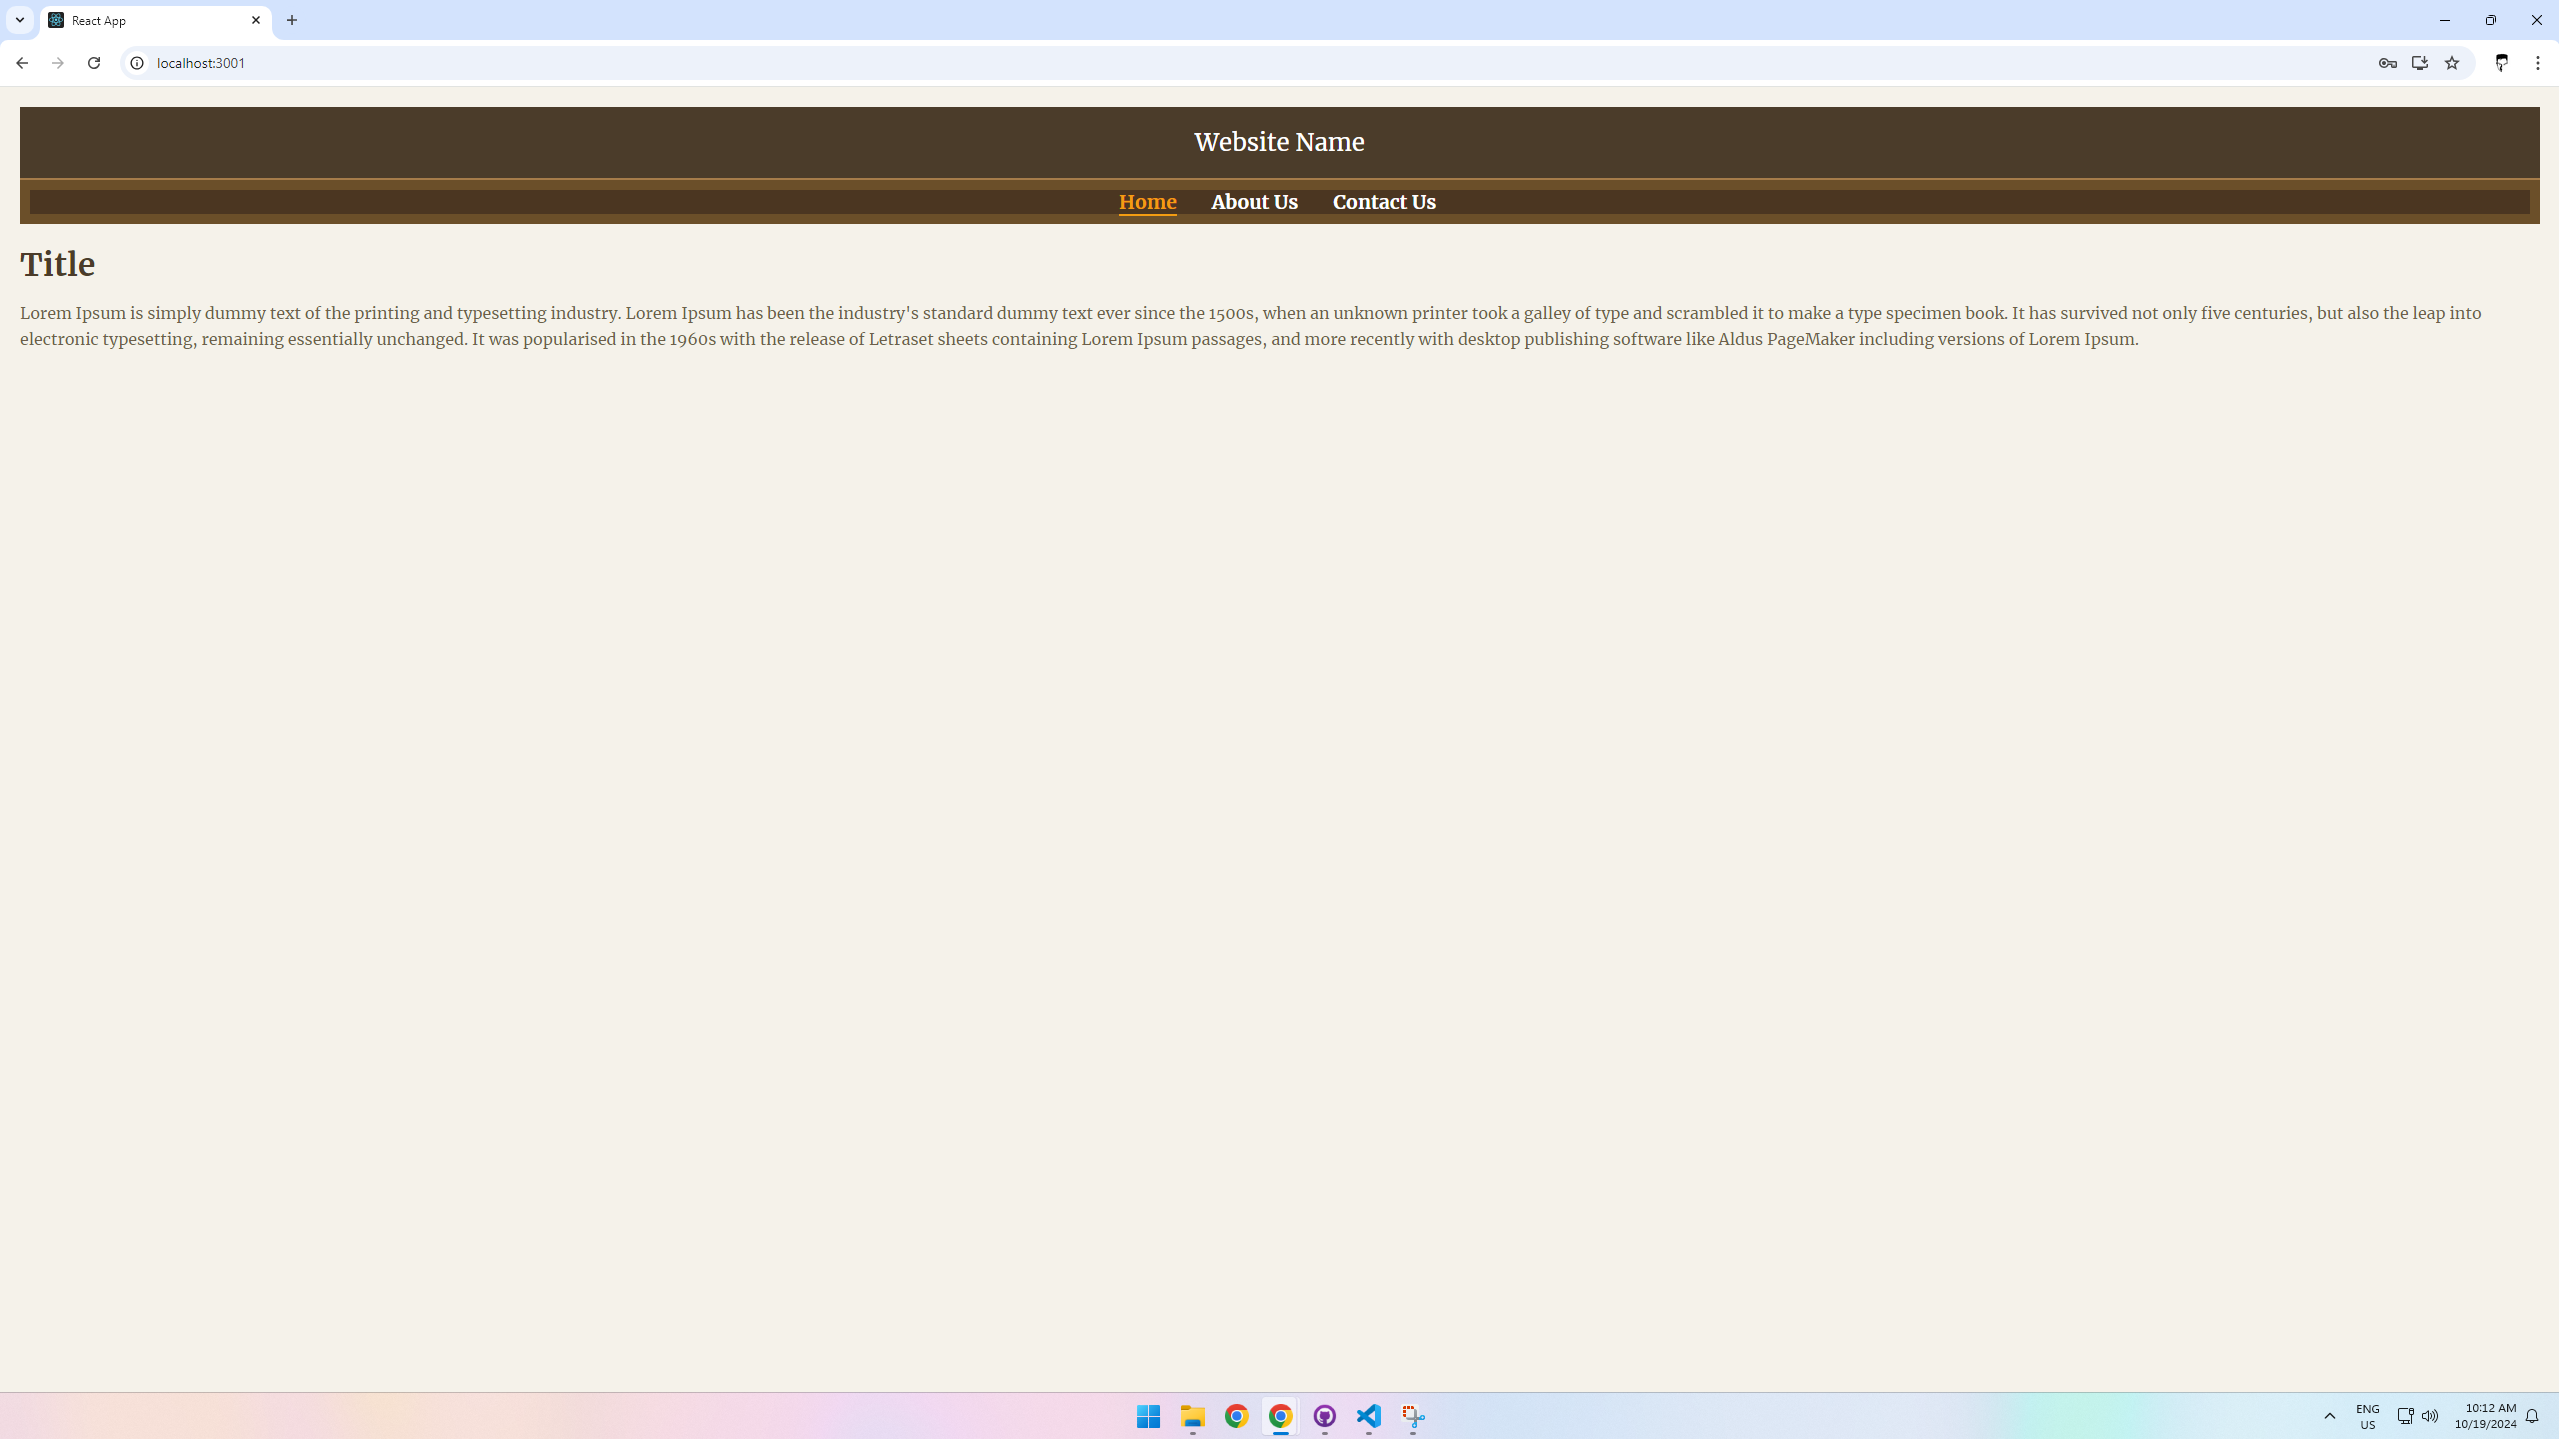 React App
localhost:3001
Website Name
Home About Us Contact Us
Title
Lorem Ipsum is simply dummy text of the printing and typesetting industry. Lorem Ipsum has been the industry's standard dummy text ever since the 1500s, when an unknown printer took a galley of type and scrambled it to make a type specimen book. It has survived not only five centuries, but also the leap into
electronic typesetting, remaining essentially unchanged. It was popularised in the 1960s with the release of Letraset sheets containing Lorem Ipsum passages, and more recently with desktop publishing software like Aldus PageMaker including versions of Lorem Ipsum.
ENG
US
10:12 AM
10/19/2024